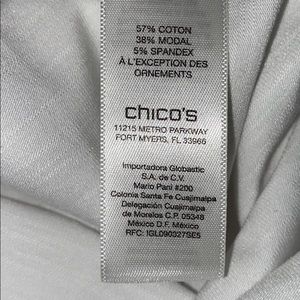 57% COTON
38% MODAL
5% SPANDEX
À L'EXCEPTION DES
ORNEMENTS
chico's
11215 METRO PARKWAY
FORT MYERS, FL 33966
Importadora Globastic
S.A. de C.V.
Mario Pani #200
Colonia Santa Fe Cuajimalpa
Delegación Cuajimalpa
de Morelos C.P. 05348
México D.F. México
RFC: IGL090327SE5